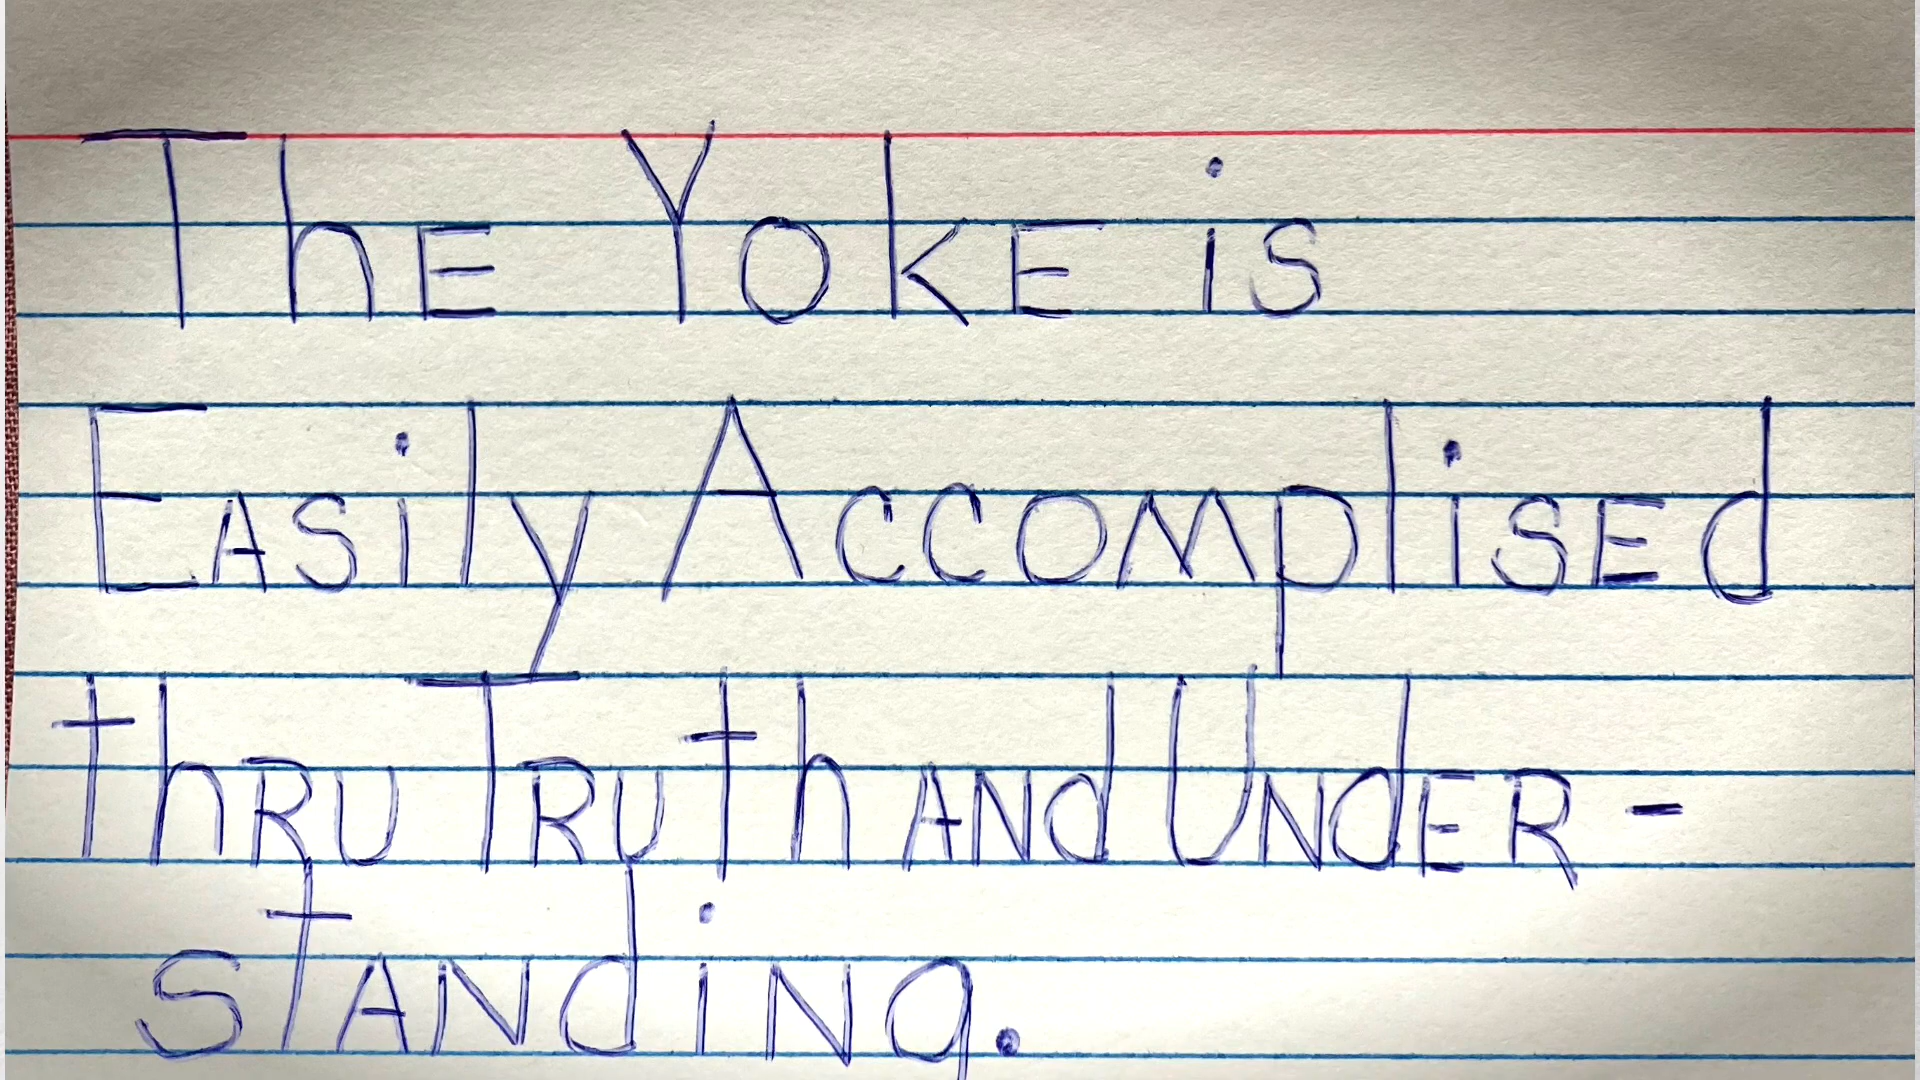 The Yoke is
Easily Accomplised
thru Truth and Under-
standing.